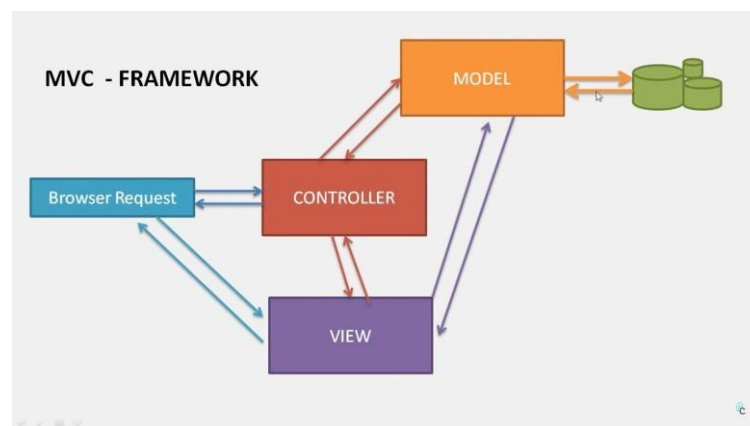 MVC - FRAMEWORK
MODEL
Browser Request
CONTROLLER
VIEW